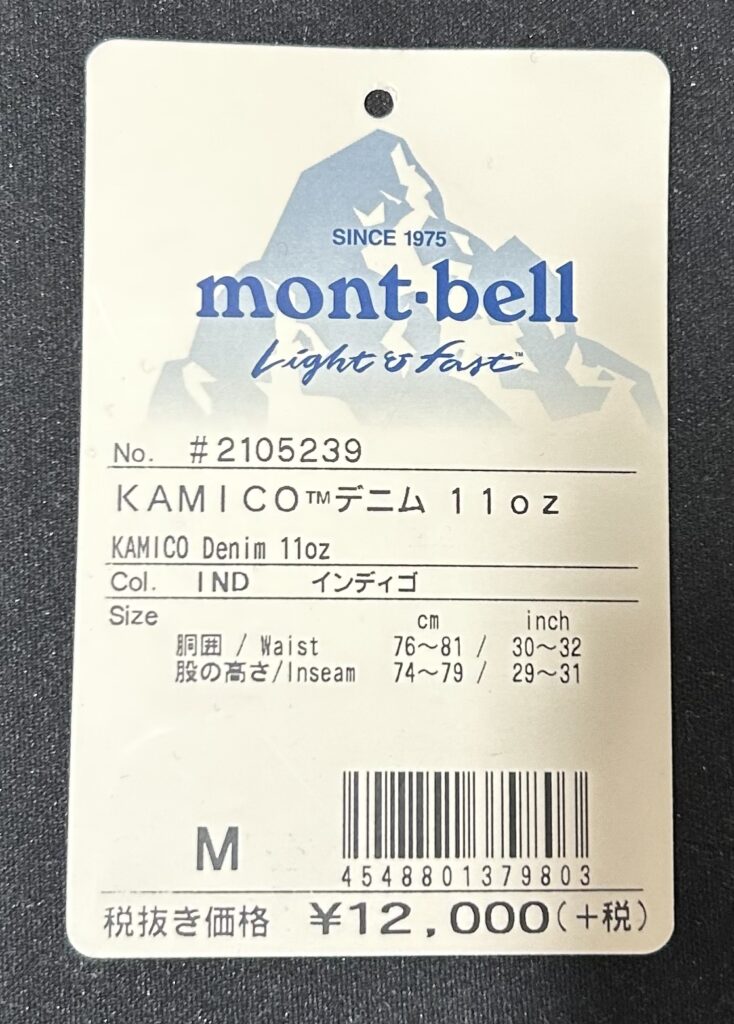 SINCE 1975
mont-bell
Light & Fast™
No. #2105239
KAMICO™デニム 11oz
KAMICO Denim 11oz
Col. IND インディゴ
Size cm inch
胴囲 / Waist 76～81 / 30～32
股の高さ/Inseam 74～79 / 29～31
M
4548801379803
税抜き価格 ¥12,000(+税)